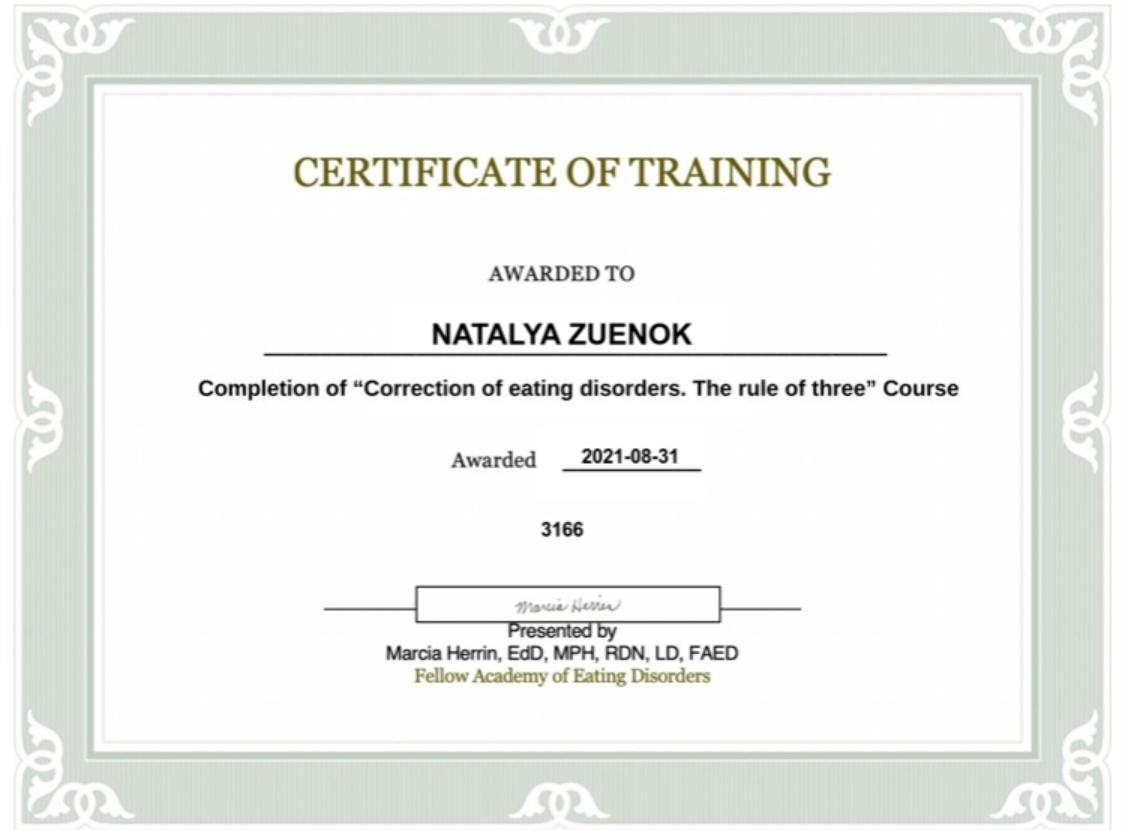 CERTIFICATE OF TRAINING
AWARDED TO
NATALYA ZUENOK
Completion of “Correction of eating disorders. The rule of three” Course
Awarded 2021-08-31
3166
Marcia Herrin
Presented by
Marcia Herrin, EdD, MPH, RDN, LD, FAED
Fellow Academy of Eating Disorders